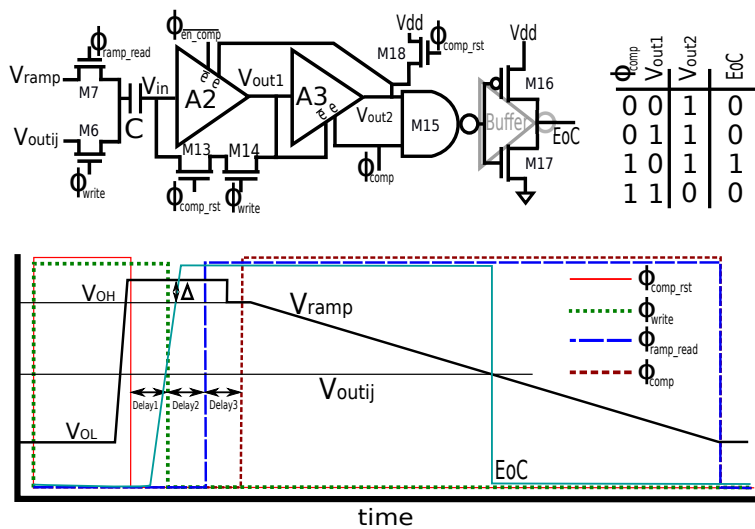 Φramp_read
Vramp
M7
C
Vin
Voutij
M6
Φwrite
Φen_comp
e
e
A2
Vout1
M13
M14
Φcomp_rst
Φwrite
A3
e
e
Vout2
Vdd
M18
Φcomp_rst
M15
Φcomp
Vdd
M16
Buffer
M17
EoC
Φcomp Vout1 Vout2 EoC
0 0 1 0
0 1 1 0
1 0 1 1
1 1 0 0
VOH
Δ
Vramp
Voutij
Delay1
Delay2
Delay3
VOL
EoC
Φcomp_rst
Φwrite
Φramp_read
Φcomp
time